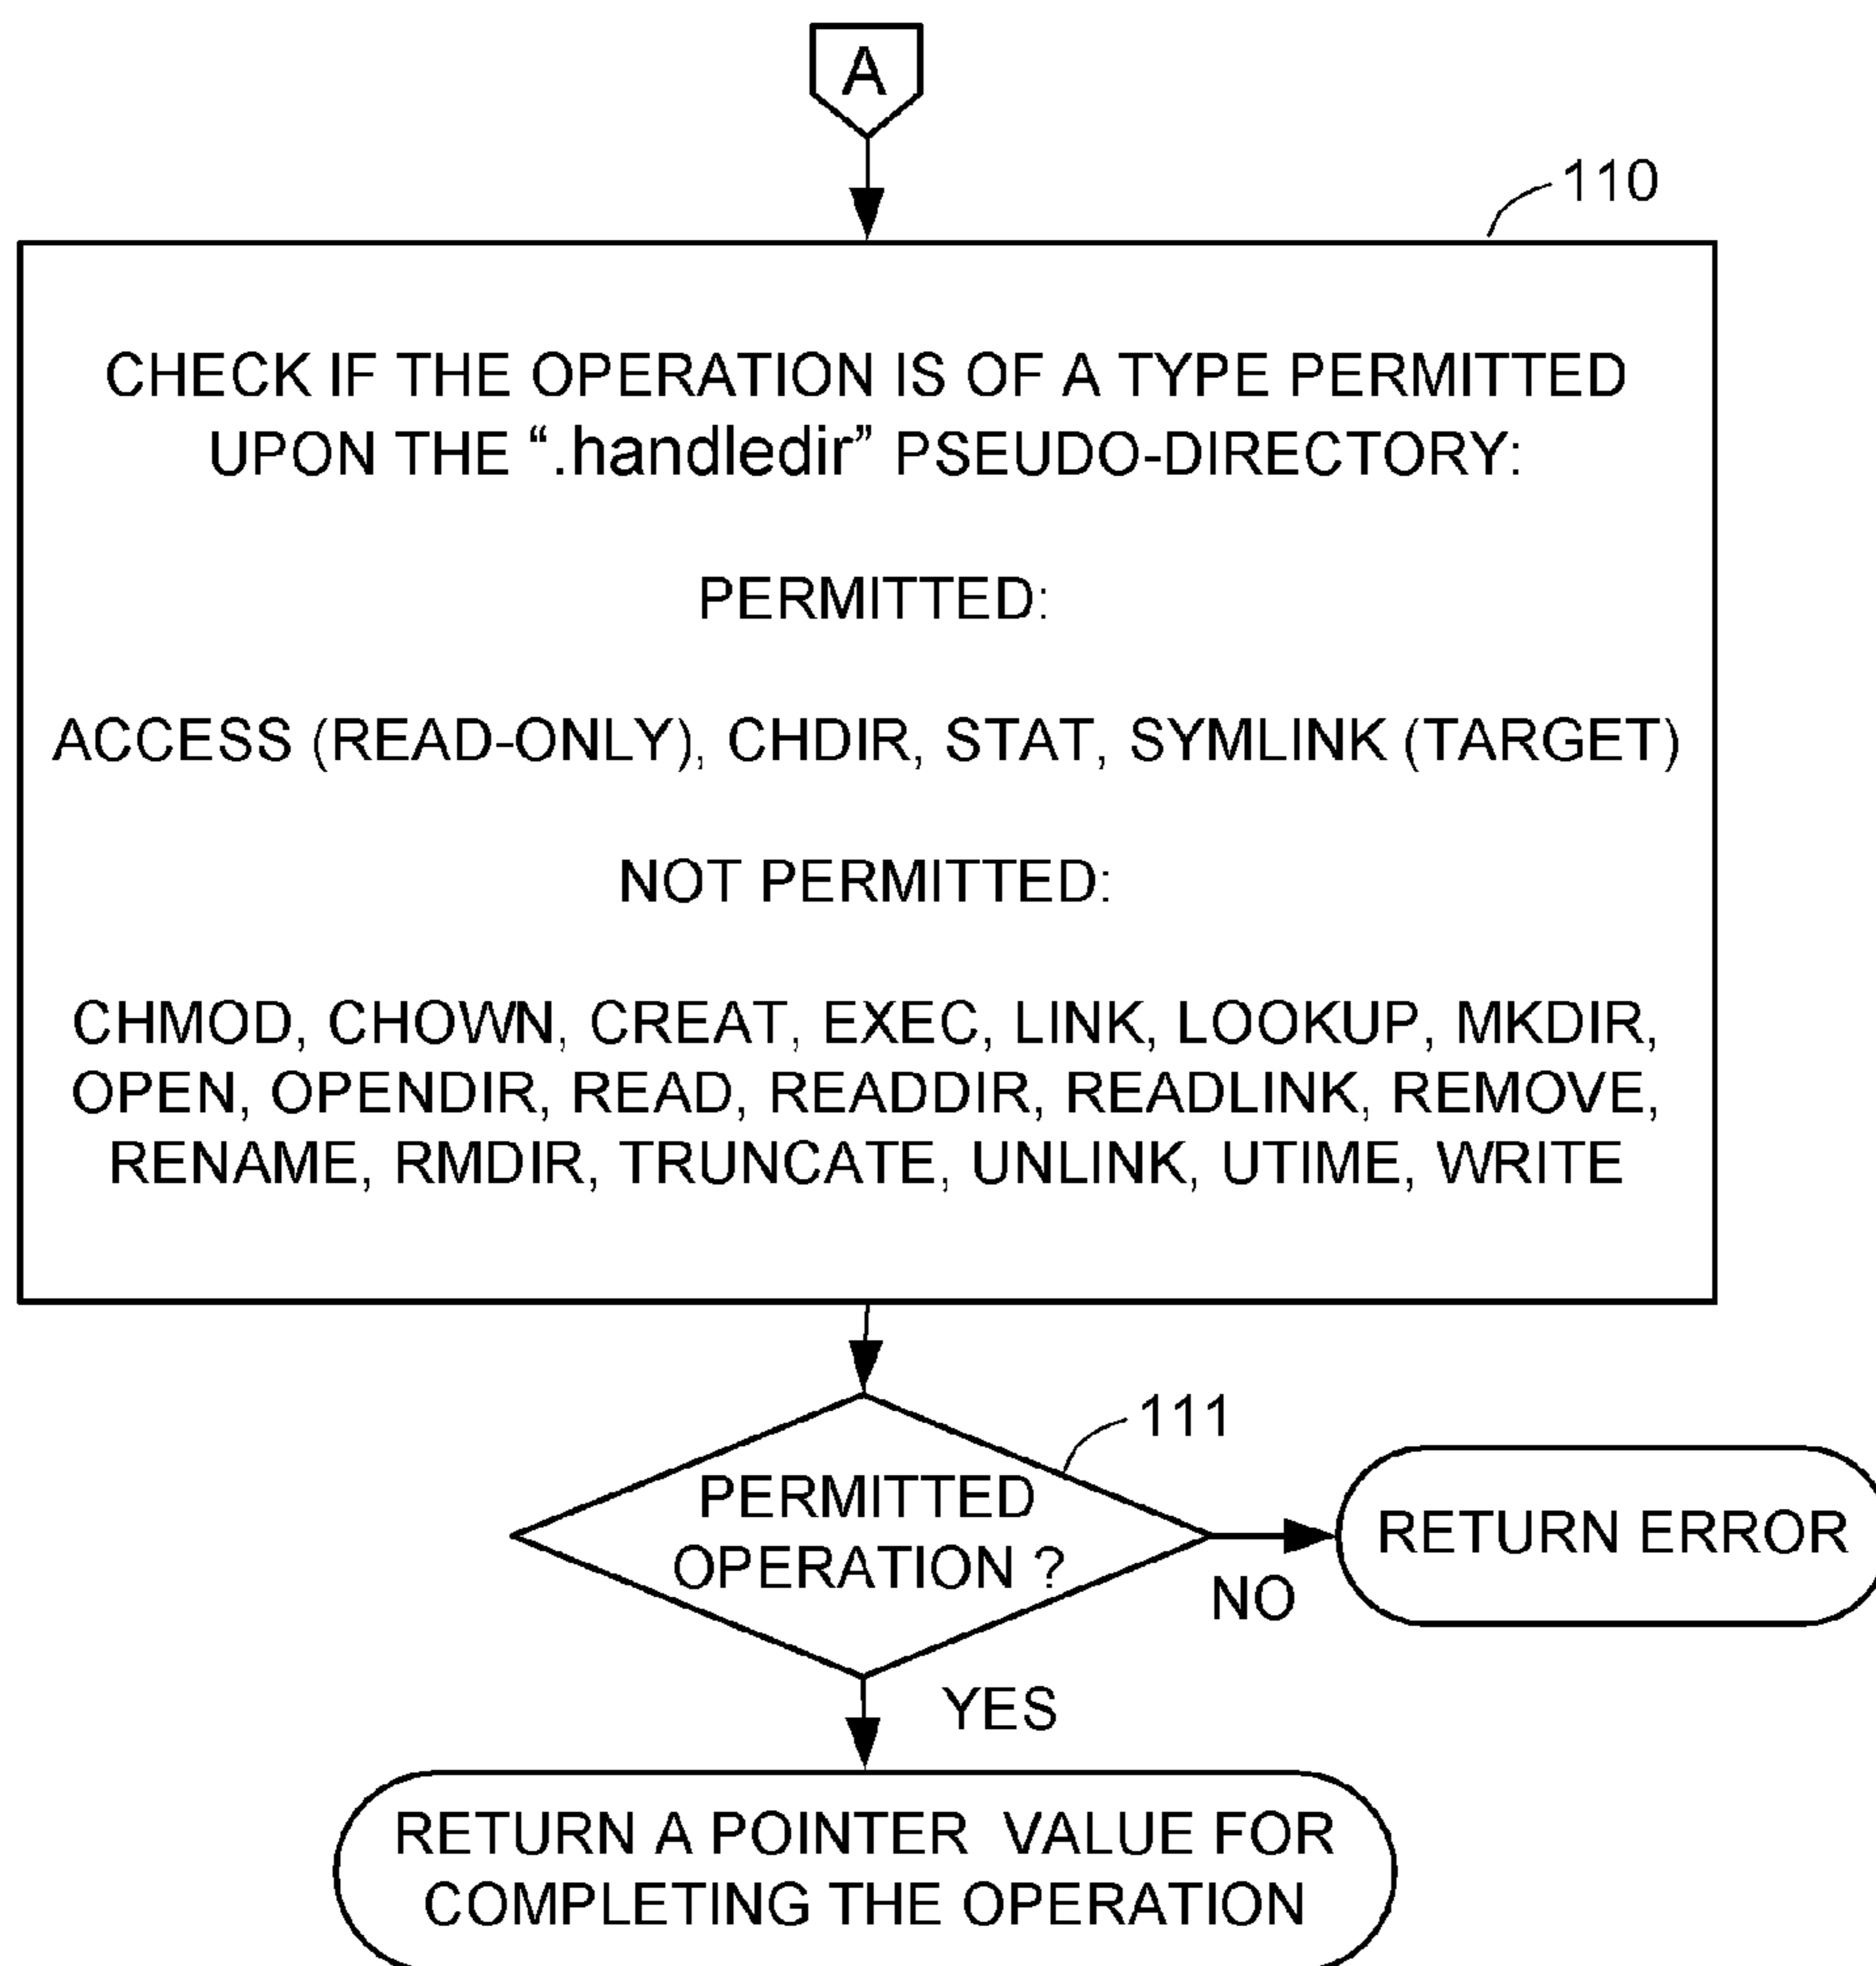 A
110
CHECK IF THE OPERATION IS OF A TYPE PERMITTED
UPON THE “.handledir” PSEUDO-DIRECTORY:
PERMITTED:
ACCESS (READ-ONLY), CHDIR, STAT, SYMLINK (TARGET)
NOT PERMITTED:
CHMOD, CHOWN, CREAT, EXEC, LINK, LOOKUP, MKDIR,
OPEN, OPENDIR, READ, READDIR, READLINK, REMOVE,
RENAME, RMDIR, TRUNCATE, UNLINK, UTIME, WRITE
111
PERMITTED
OPERATION ?
RETURN ERROR
NO
YES
RETURN A POINTER VALUE FOR
COMPLETING THE OPERATION